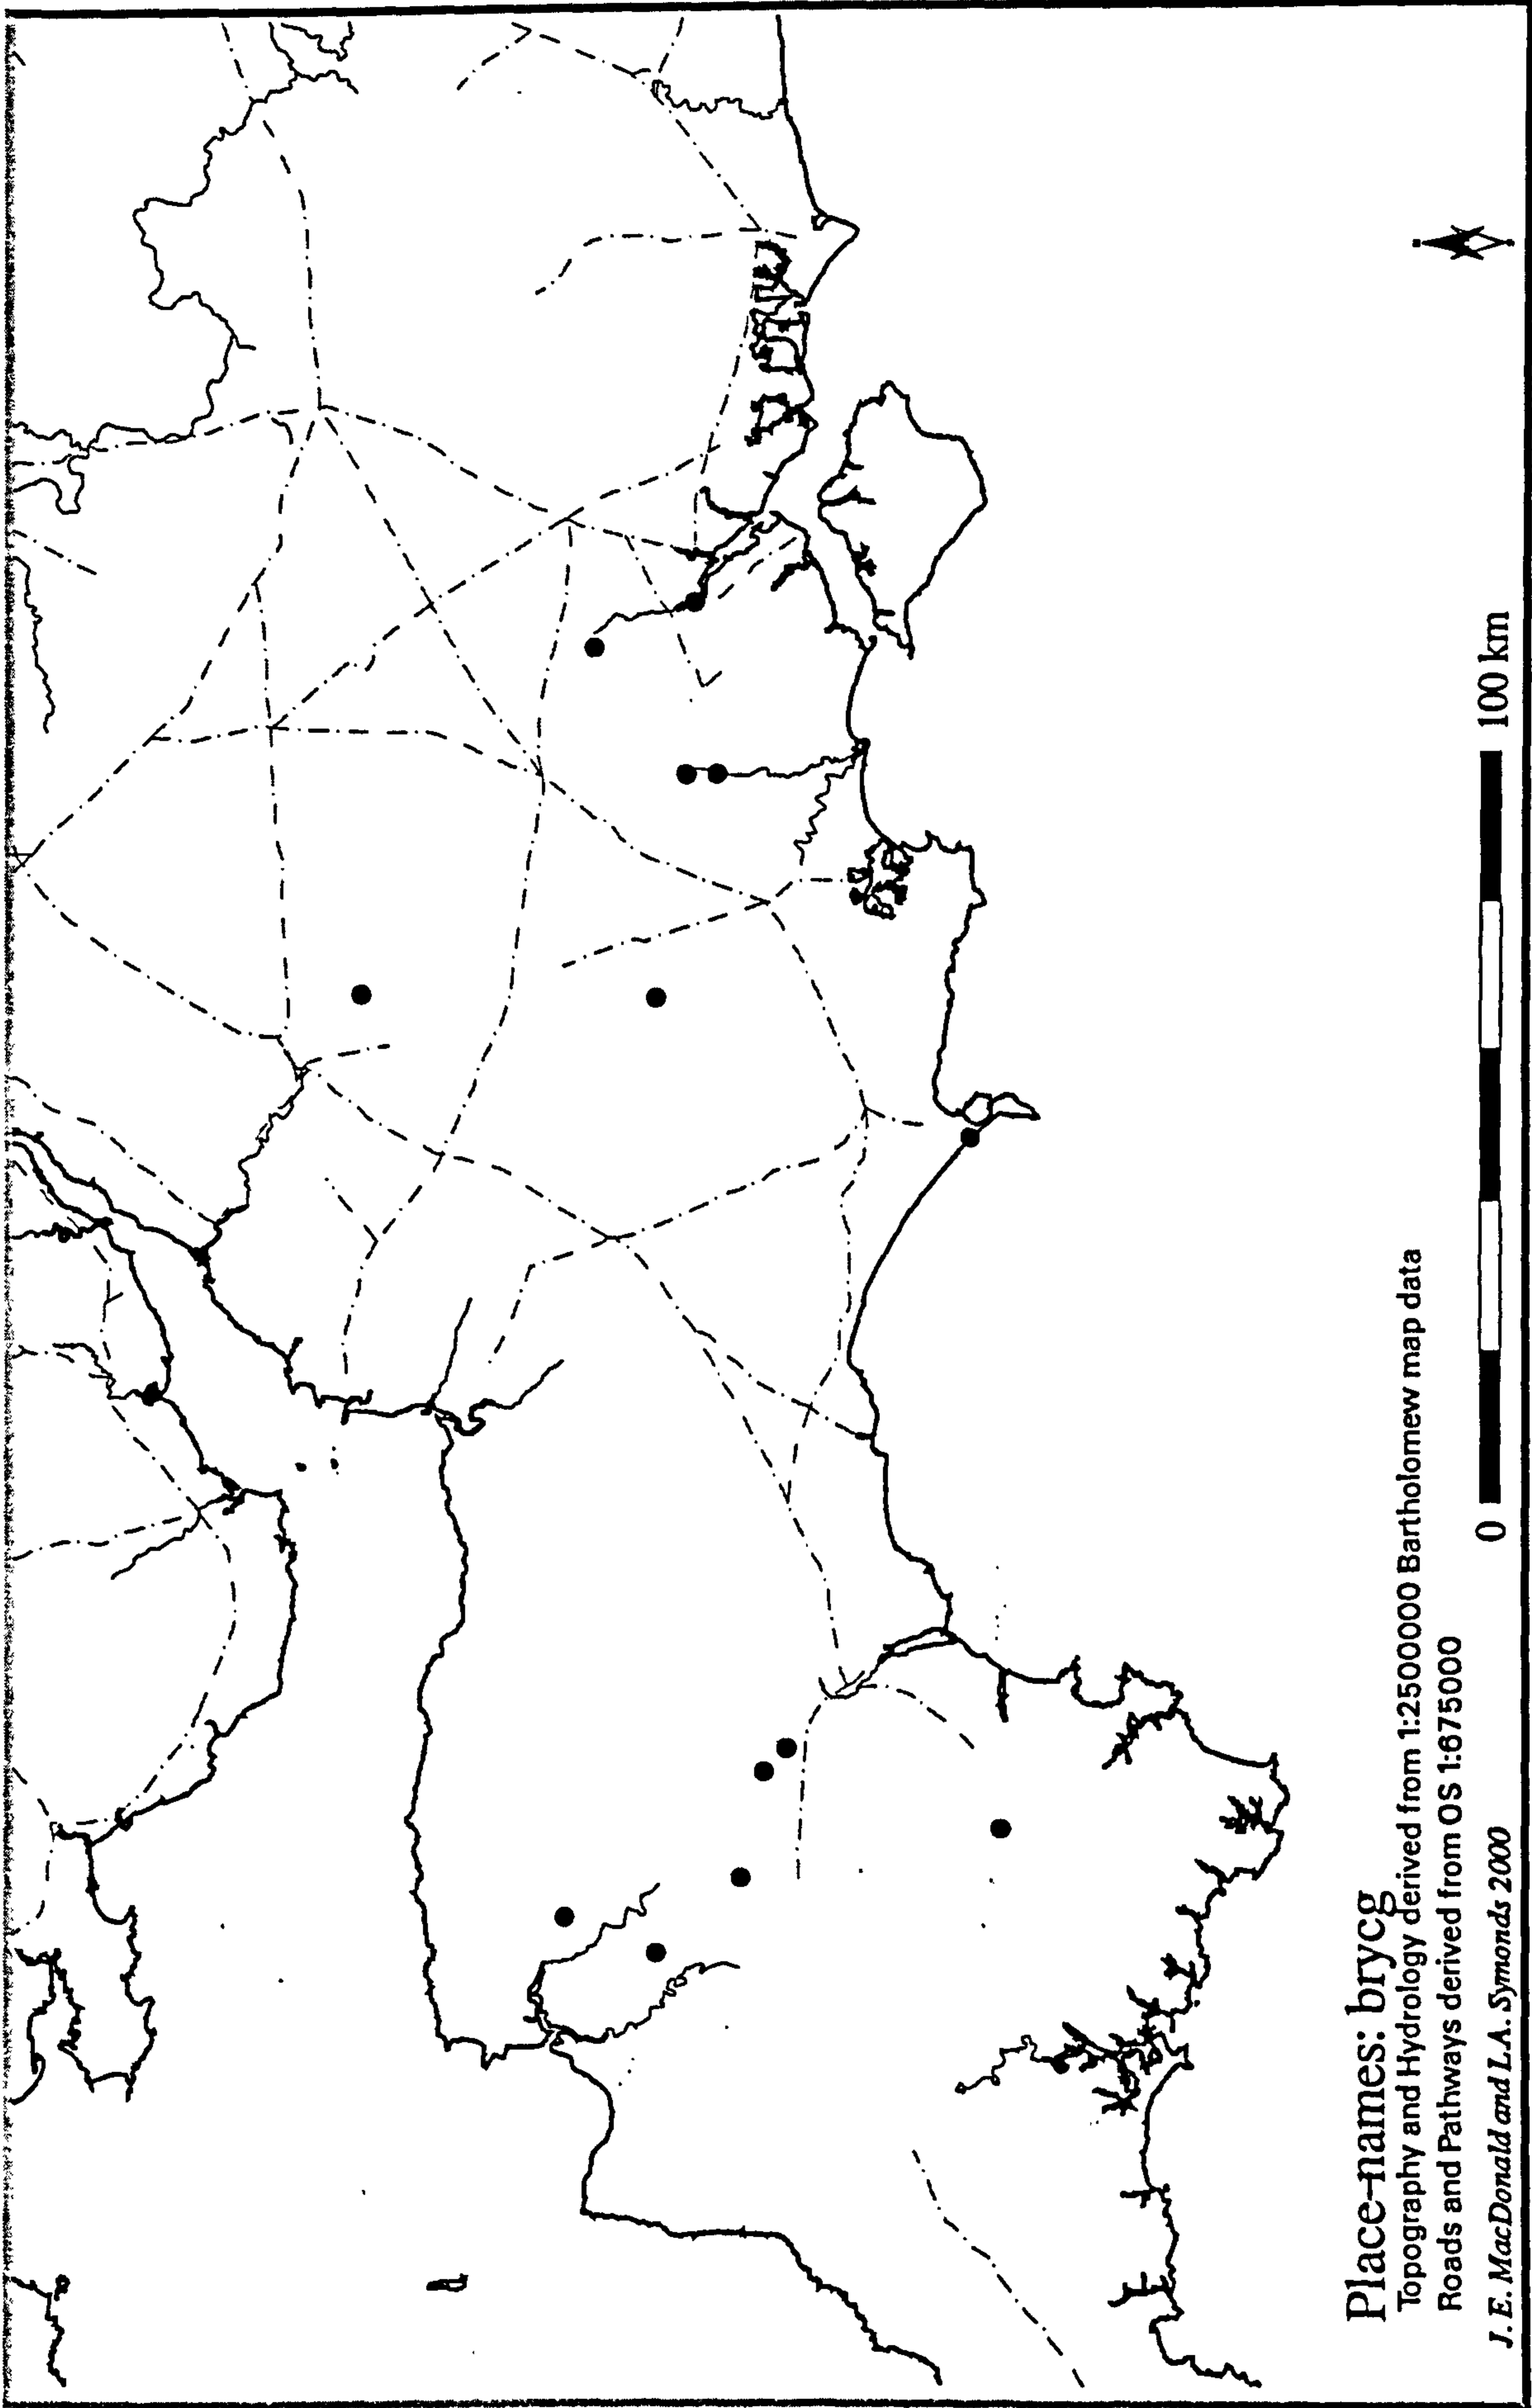 Place-names: brycg
Topography and Hydrology derived from 1:2500000 Bartholomew map data
Roads and Pathways derived from OS 1:675000
J. E. MacDonald and L.A. Symonds 2000
0
100 km